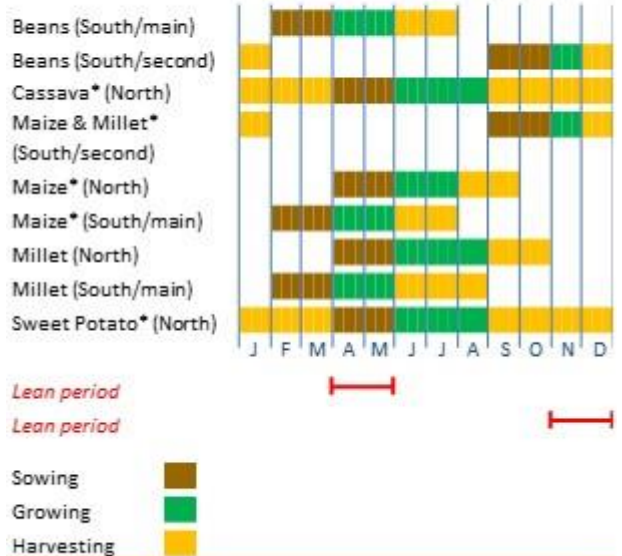 Beans (South/main)
Beans (South/second)
Cassava* (North)
Maize & Millet*
(South/second)
Maize* (North)
Maize* (South/main)
Millet (North)
Millet (South/main)
Sweet Potato* (North)
J F M A M J J A S O N D
Lean period
Lean period
Sowing
Growing
Harvesting